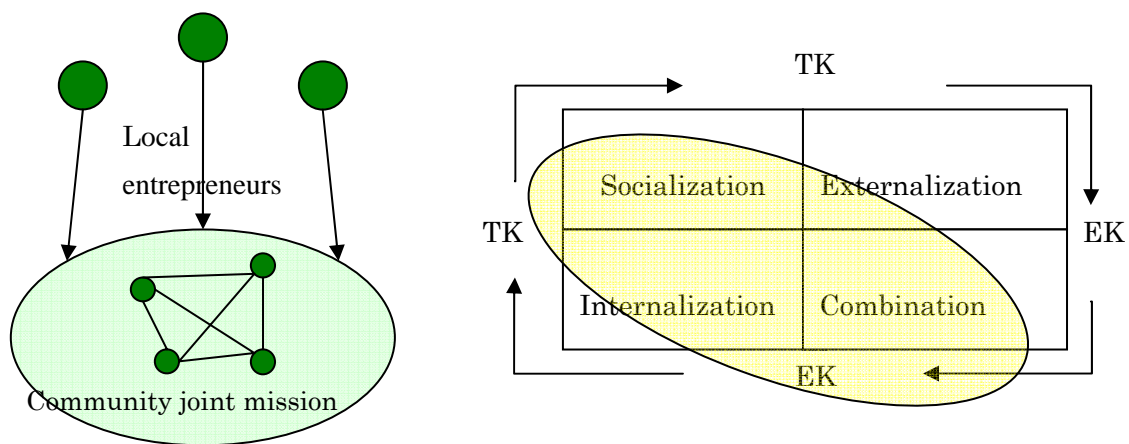 Local
entrepreneurs
Community joint mission
TK
Socialization Externalization
TK EK
Internalization Combination
EK